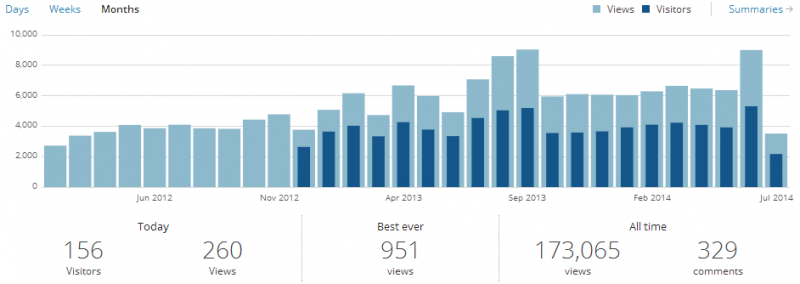 Days Weeks Months Views Visitors Summaries→
10,000
8,000
6,000
4,000
2,000
0
Jun 2012 Nov 2012 Apr 2013 Sep 2013 Feb 2014 Jul 2014
Today Best ever All time
156 260 951 173,065 329
Visitors Views views views comments